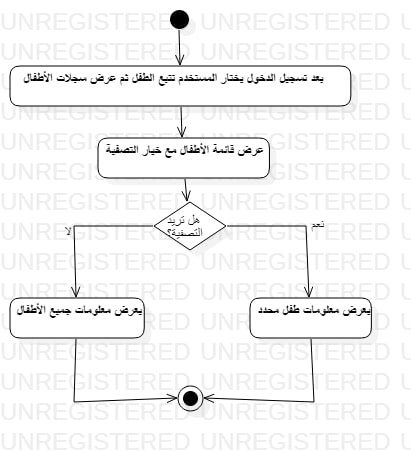 بعد تسجيل الدخول يختار المستخدم تتبع الطفل ثم عرض سجلات الأطفال
عرض قائمة الأطفال مع خيار التصفية
هل تريد
التصفية؟
لا
نعم
يعرض معلومات جميع الأطفال
يعرض معلومات طفل محدد
UNREGISTERED